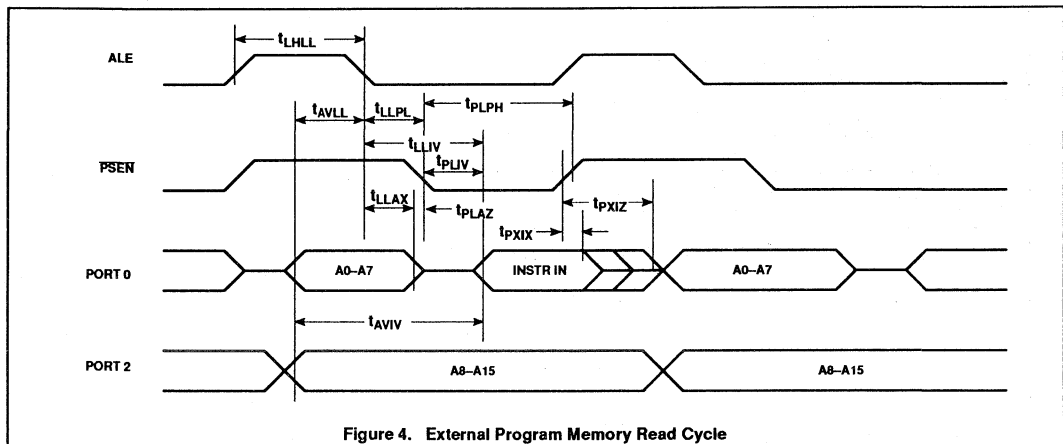 ALE
tLHLL
tAVLL
tLLPL
tPLPH
tLLIV
PSEN
tPLIV
tLLAX
tPLAZ
tPXIZ
tPXIX
PORT 0
A0–A7
INSTR IN
A0–A7
tAVIV
PORT 2
A8–A15
A8–A15
Figure 4. External Program Memory Read Cycle